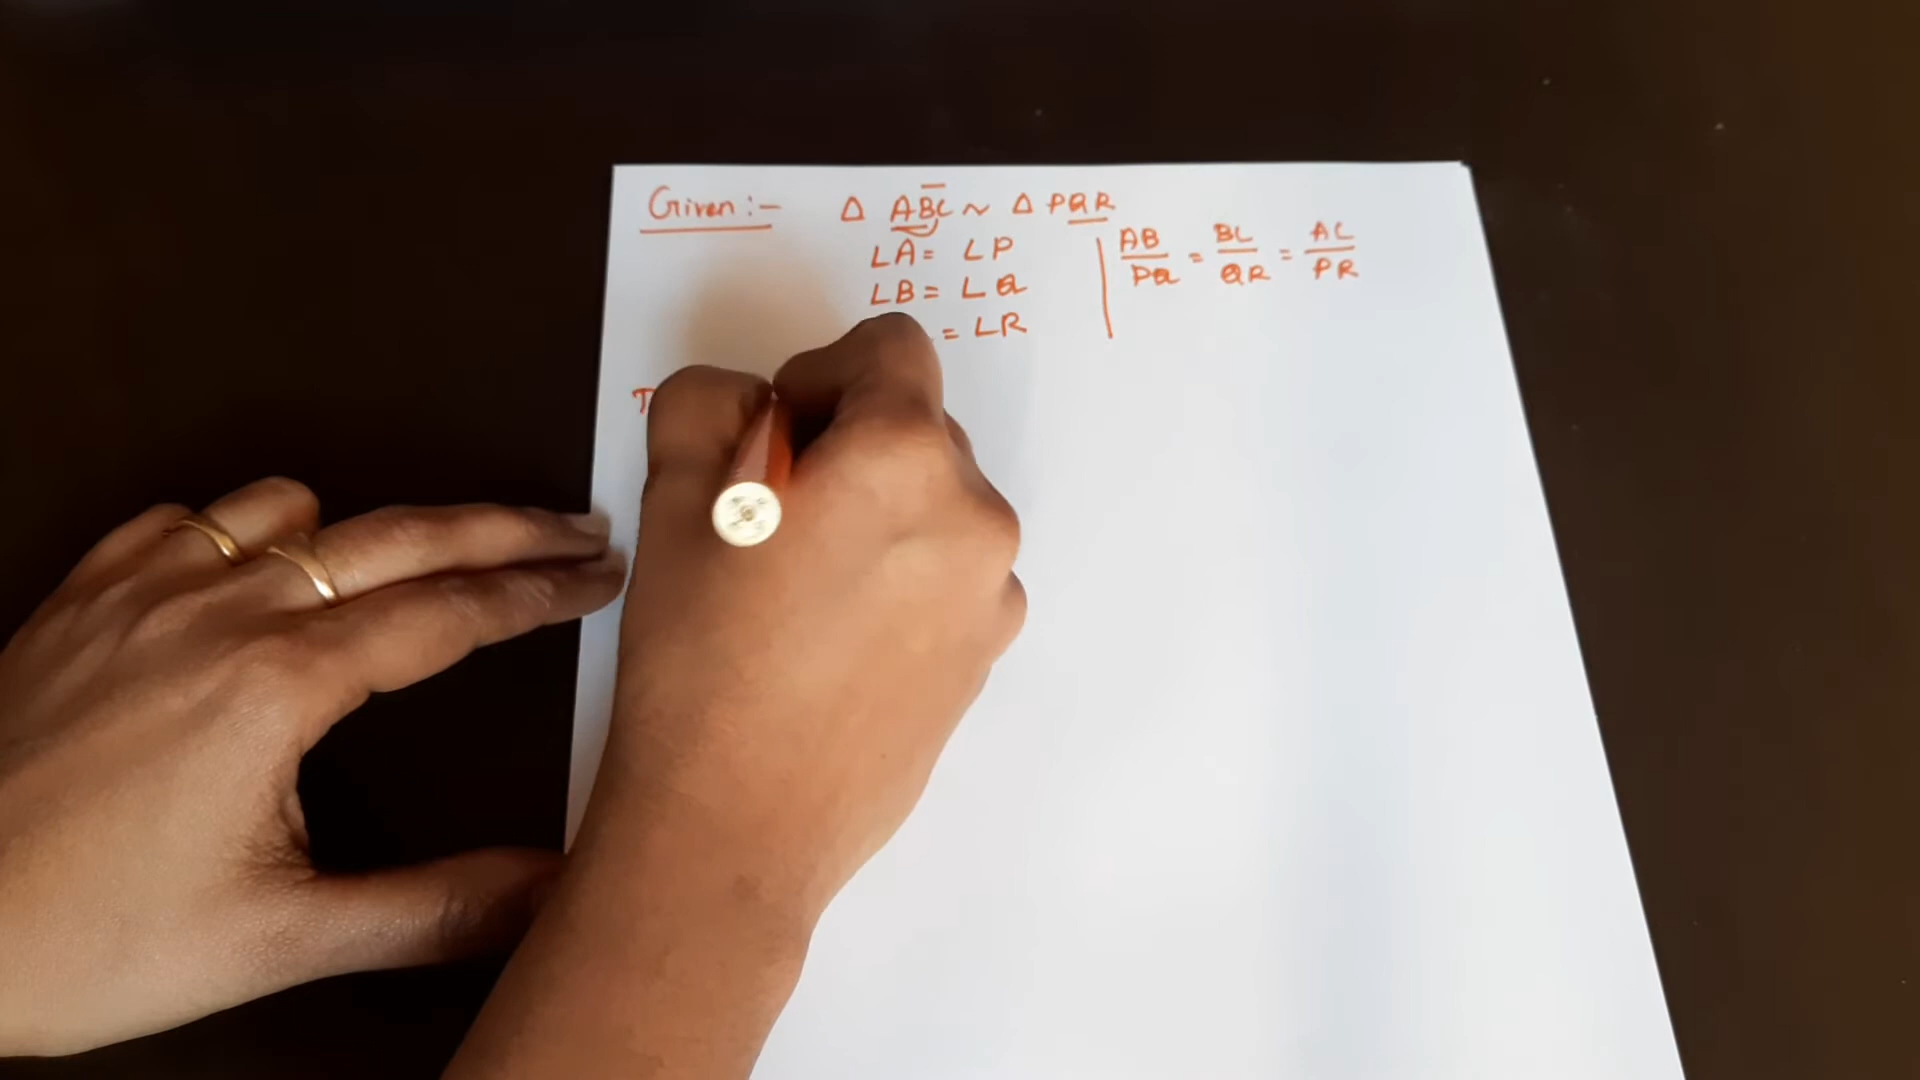 Given :- Δ ABC ~ Δ PQR
∠A = ∠P
∠B = ∠Q
= ∠R
AB/PQ = BC/QR = AC/PR
T